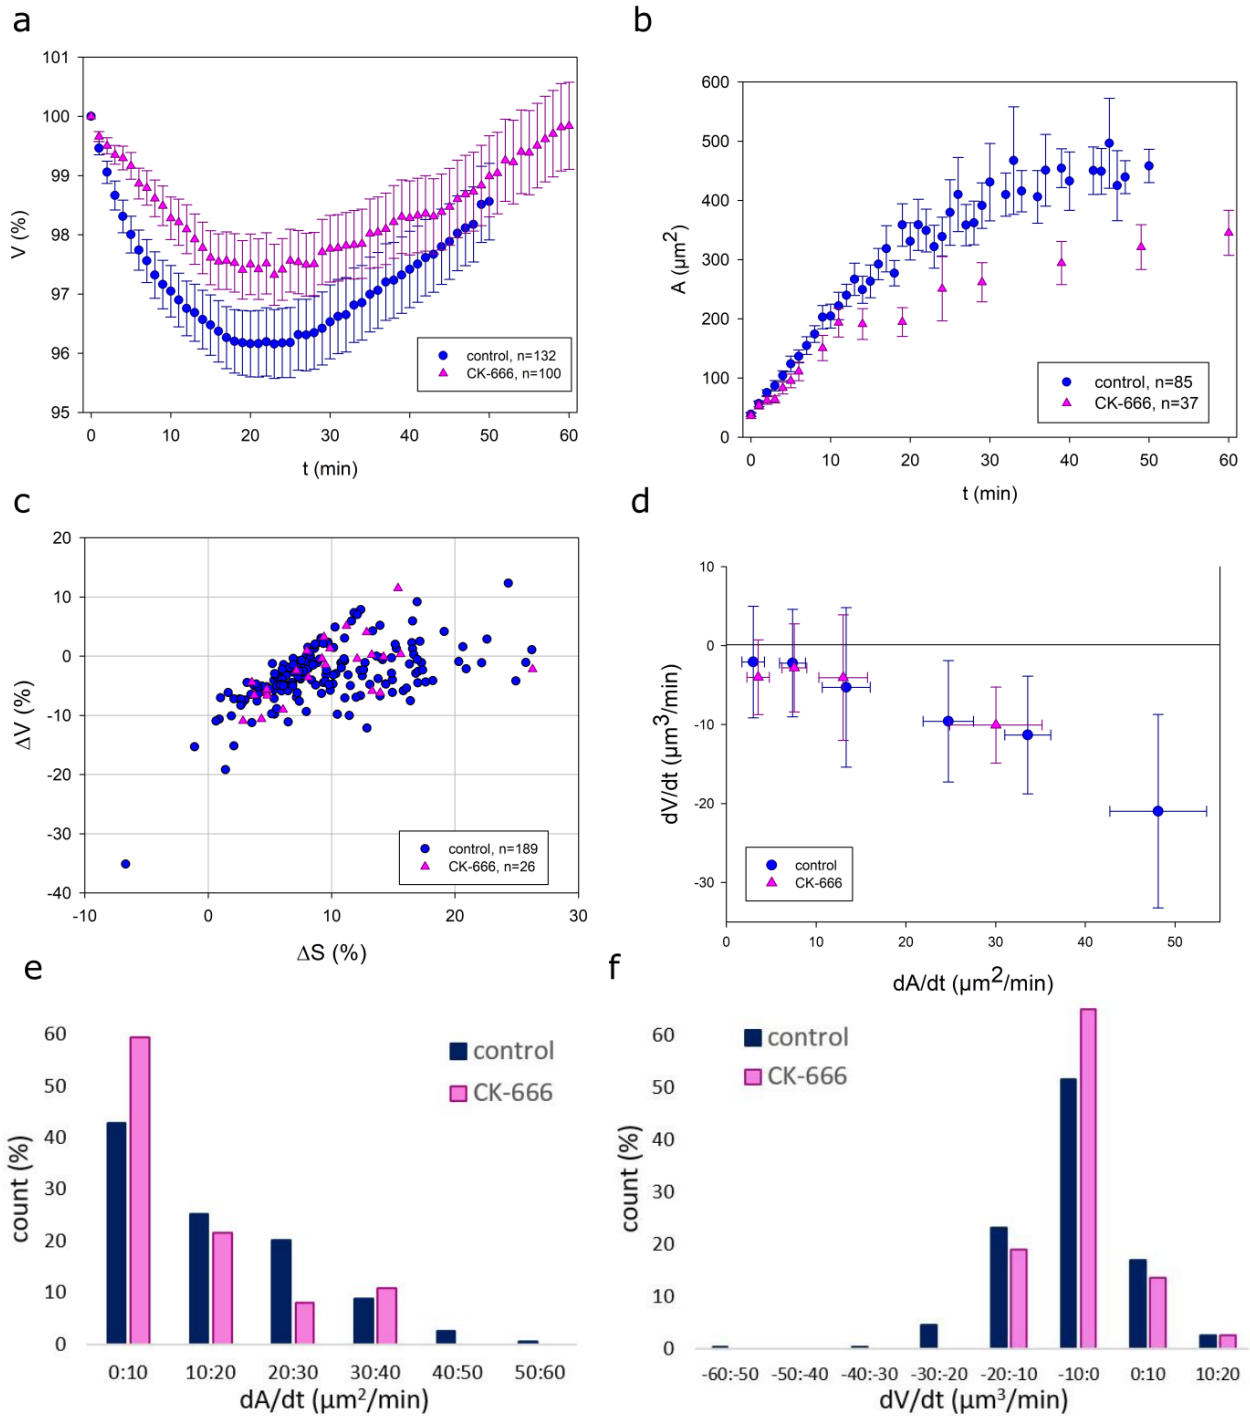 a
101
100
99
98
97
96
95
V (%)
0 10 20 30 40 50 60
t (min)
control, n=132
CK-666, n=100
b
600
500
400
300
200
100
0
A (µm²)
0 10 20 30 40 50 60
t (min)
control, n=85
CK-666, n=37
c
20
10
0
-10
-20
-30
-40
ΔV (%)
-10 0 10 20 30
ΔS (%)
control, n=189
CK-666, n=26
d
10
0
-10
-20
-30
dV/dt (µm³/min)
0 10 20 30 40 50
dA/dt (µm²/min)
control
CK-666
e
60
50
40
30
20
10
0
count (%)
0:10 10:20 20:30 30:40 40:50 50:60
dA/dt (µm²/min)
control
CK-666
f
60
50
40
30
20
10
0
count (%)
-60:-50 -50:-40 -40:-30 -30:-20 -20:-10 -10:0 0:10 10:20
dV/dt (µm³/min)
control
CK-666